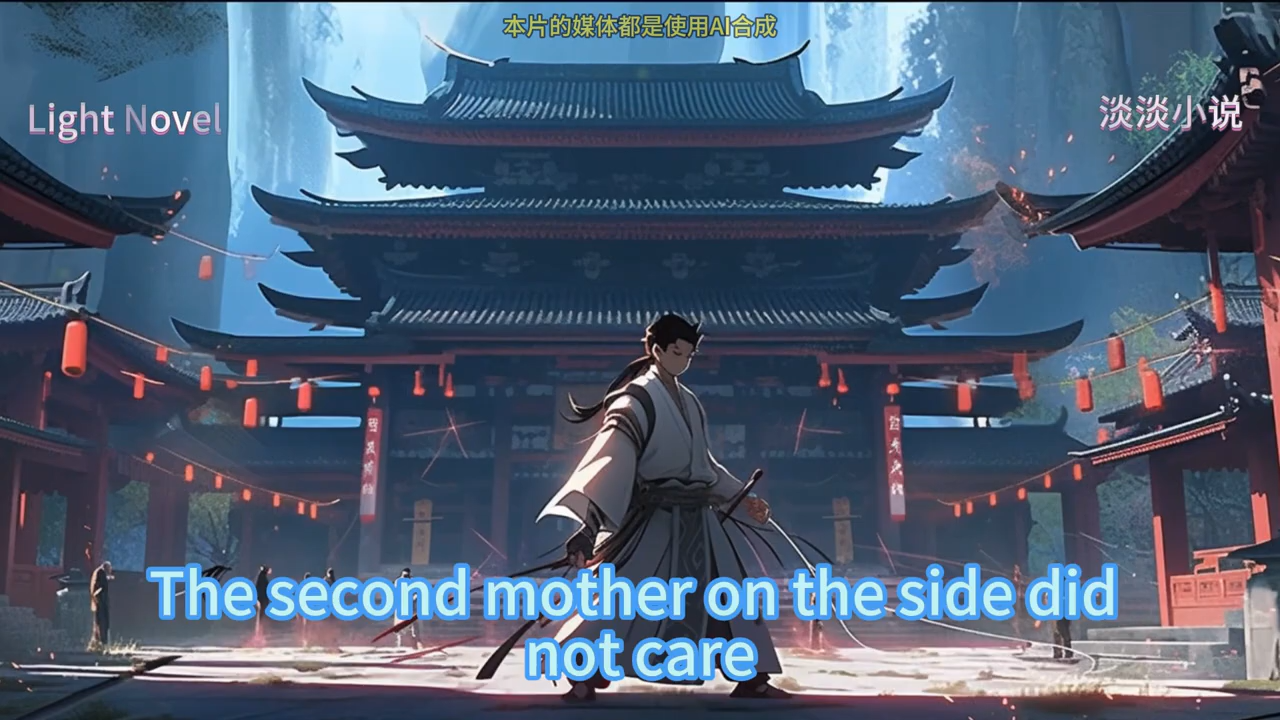 本片的媒体都是使用AI合成
Light Novel
淡淡小说
The second mother on the side did
not care